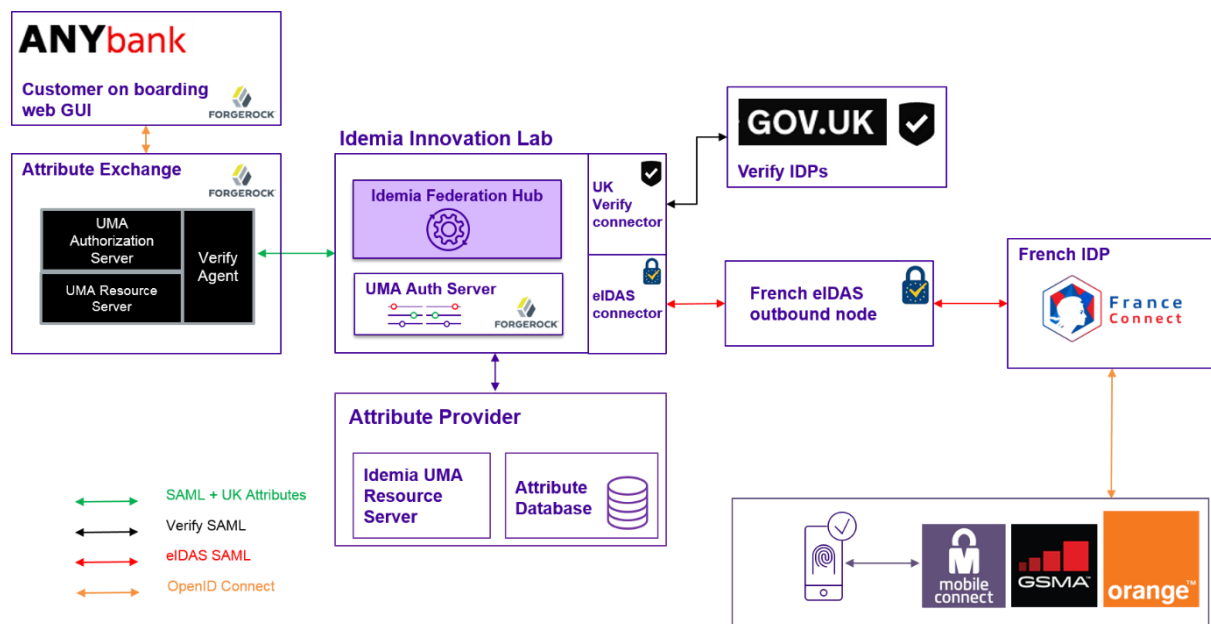 ANYbank
Customer on boarding
web GUI
FORGEROCK
Attribute Exchange
FORGEROCK
UMA
Authorization
Server
UMA Resource
Server
Verify
Agent
Idemia Innovation Lab
Idemia Federation Hub
UMA Auth Server
FORGEROCK
UK
Verify
connector
eIDAS
connector
GOV.UK
Verify IDPs
French eIDAS
outbound node
French IDP
France
Connect
Attribute Provider
Idemia UMA
Resource
Server
Attribute
Database
SAML + UK Attributes
Verify SAML
eIDAS SAML
OpenID Connect
M
mobile
connect
GSMA™
orange™